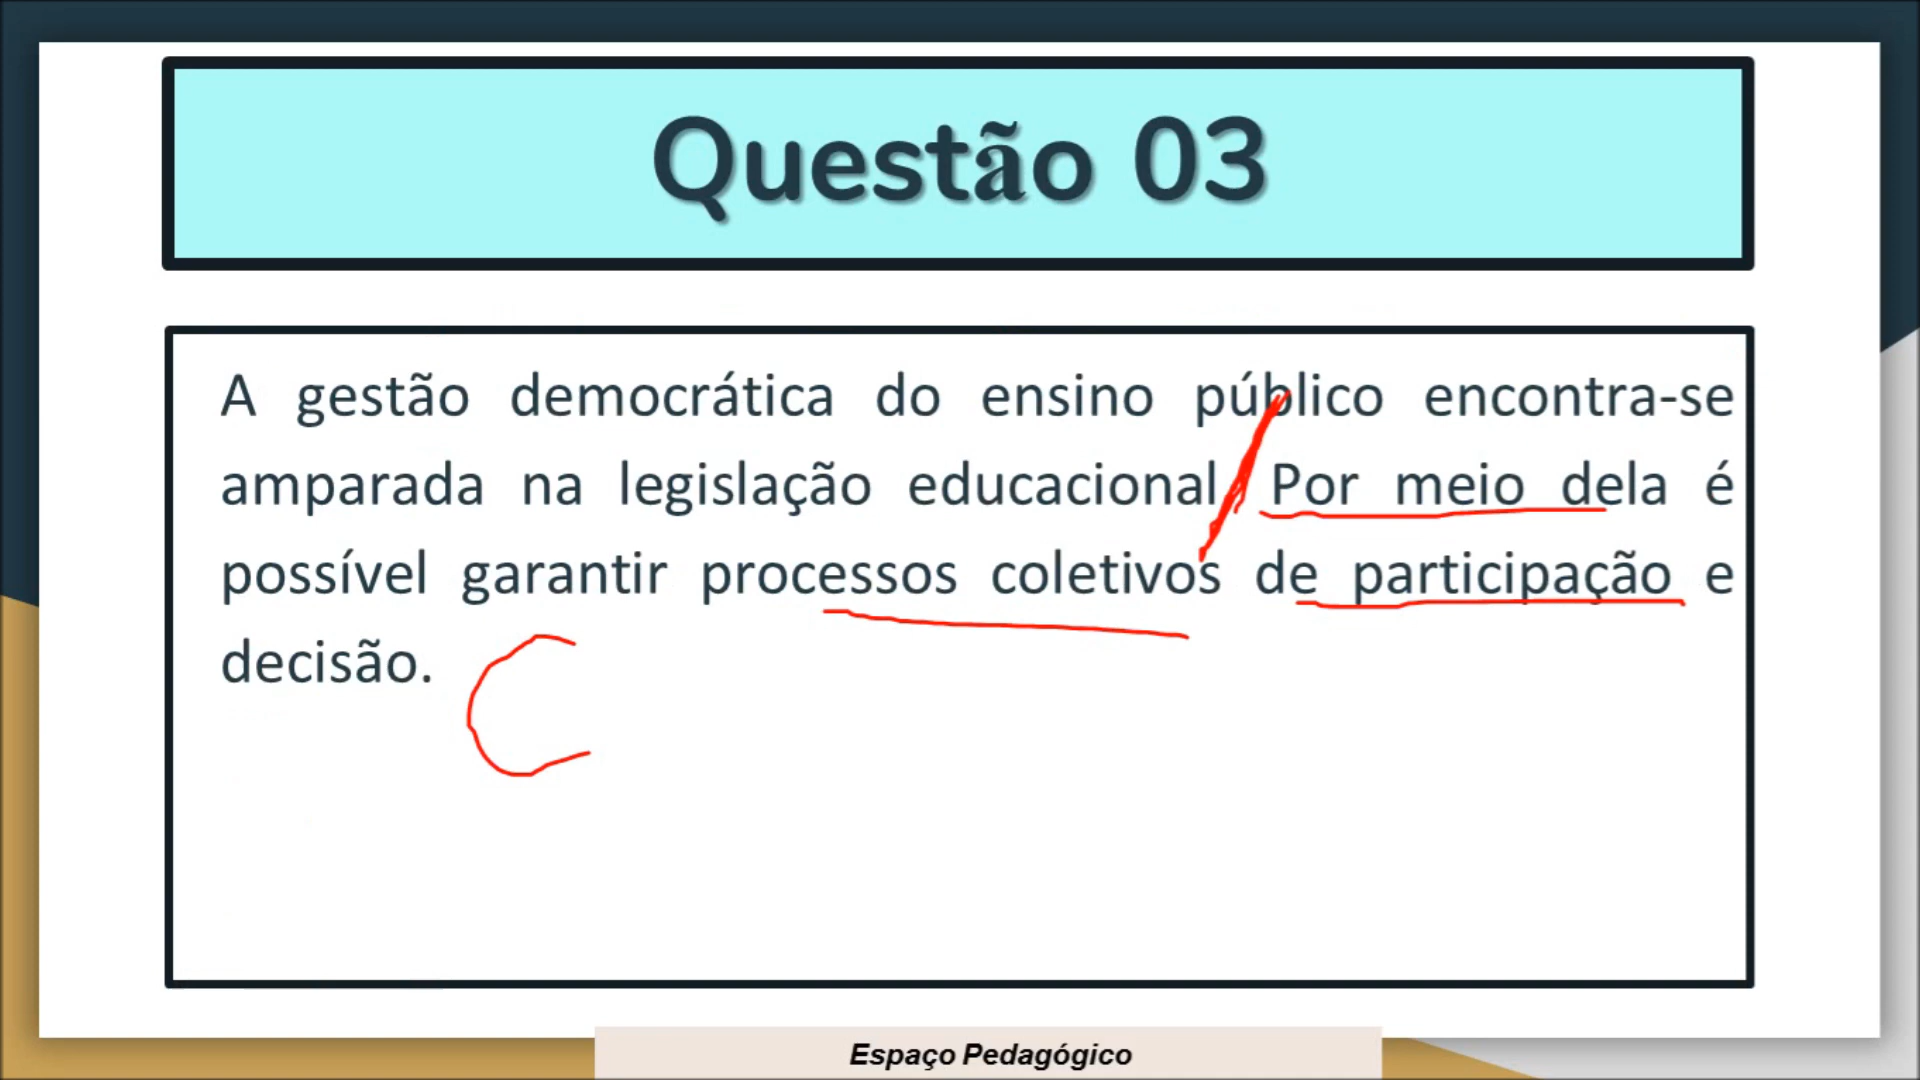 Questão 03
A gestão democrática do ensino público encontra-se
amparada na legislação educacional. Por meio dela é
possível garantir processos coletivos de participação e
decisão.
C
Espaço Pedagógico